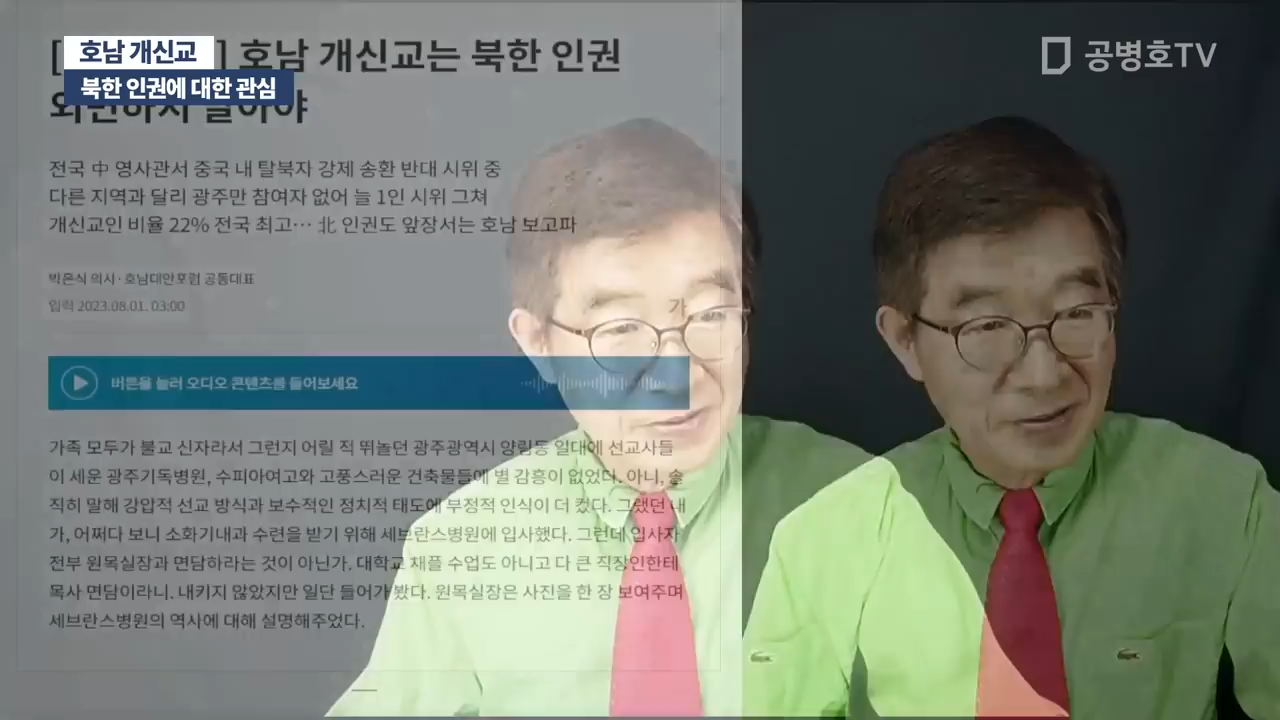 호남 개신교
북한 인권에 대한 관심
공병호TV
[ ] 호남 개신교는 북한 인권
외면하지 말아야
전국 中 영사관서 중국 내 탈북자 강제 송환 반대 시위 중
다른 지역과 달리 광주만 참여자 없어 늘 1인 시위 그쳐
개신교인 비율 22% 전국 최고… 北 인권도 앞장서는 호남 보고파
박은식 의사·호남대안포럼 공동대표
입력 2023.08.01. 03:00
가
버튼을 눌러 오디오 콘텐츠를 들어보세요
가족 모두가 불교 신자라서 그런지 어릴 적 뛰놀던 광주광역시 양림동 일대에 선교사들
이 세운 광주기독병원, 수피아여고와 고풍스러운 건축물들에 별 감흥이 없었다. 아니, 솔
직히 말해 강압적 선교 방식과 보수적인 정치적 태도에 부정적 인식이 더 컸다. 그랬던 내
가, 어쩌다 보니 소화기내과 수련을 받기 위해 세브란스병원에 입사했다. 그런데 입사자
전부 원목실장과 면담하라는 것이 아닌가. 대학교 채플 수업도 아니고 다 큰 직장인한테
목사 면담이라니. 내키지 않았지만 일단 들어가 봤다. 원목실장은 사진을 한 장 보여주며
세브란스병원의 역사에 대해 설명해주었다.